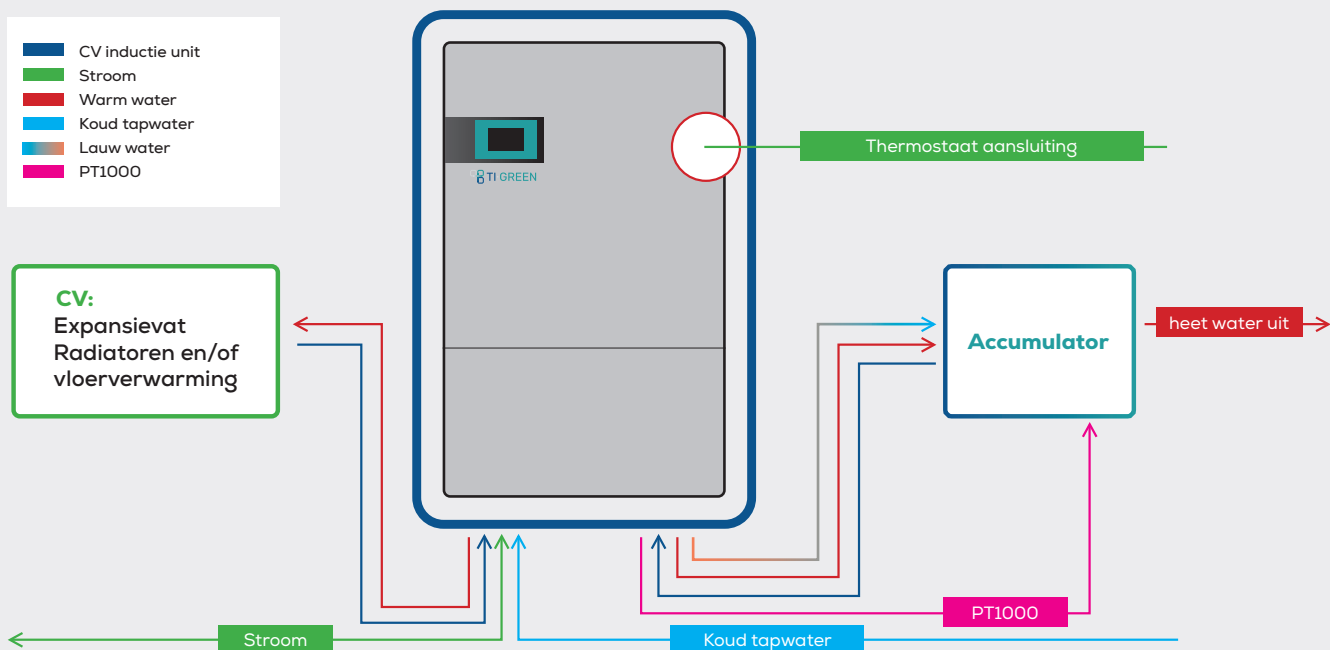 CV inductie unit
Stroom
Warm water
Koud tapwater
Lauw water
PT1000
TI GREEN
Thermostaat aansluiting
CV:
Expansievat
Radiatoren en/of
vloerverwarming
Accumulator
heet water uit
PT1000
Stroom
Koud tapwater